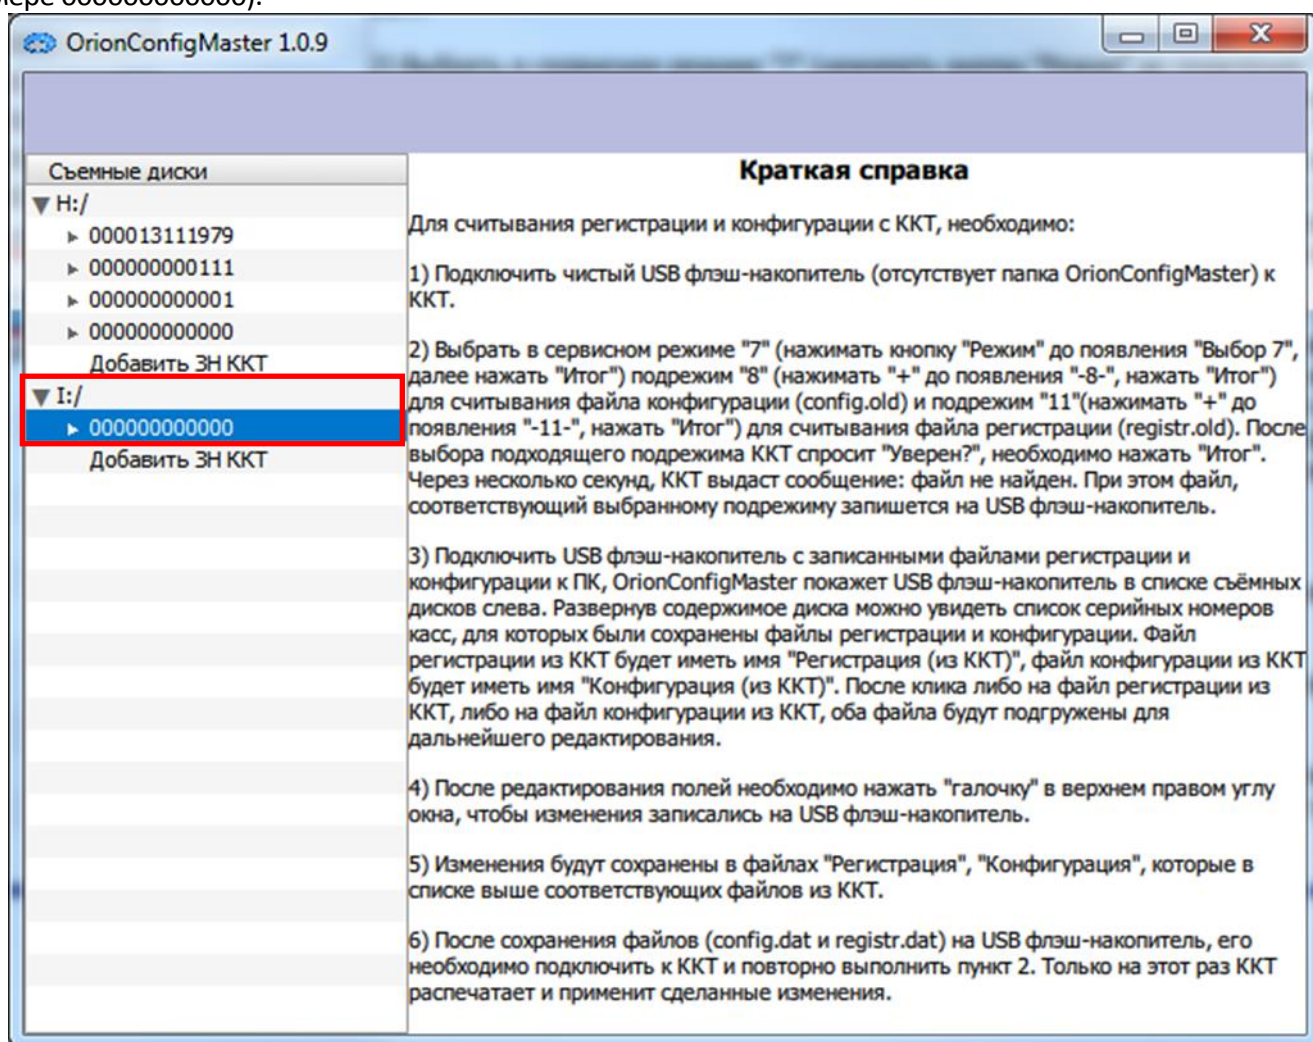 OrionConfigMaster 1.0.9
Съемные диски
H:/
000013111979
000000000111
000000000001
000000000000
Добавить ЗН ККТ
I:/
000000000000
Добавить ЗН ККТ
Краткая справка
Для считывания регистрации и конфигурации с ККТ, необходимо:
1) Подключить чистый USB флэш-накопитель (отсутствует папка OrionConfigMaster) к
ККТ.
2) Выбрать в сервисном режиме "7" (нажимать кнопку "Режим" до появления "Выбор 7",
далее нажать "Итог") подрежим "8" (нажимать "+" до появления "-8-", нажать "Итог")
для считывания файла конфигурации (config.old) и подрежим "11"(нажимать "+" до
появления "-11-", нажать "Итог") для считывания файла регистрации (registr.old). После
выбора подходящего подрежима ККТ спросит "Уверен?", необходимо нажать "Итог".
Через несколько секунд, ККТ выдаст сообщение: файл не найден. При этом файл,
соответствующий выбранному подрежиму запишется на USB флэш-накопитель.
3) Подключить USB флэш-накопитель с записанными файлами регистрации и
конфигурации к ПК, OrionConfigMaster покажет USB флэш-накопитель в списке съёмных
дисков слева. Развернув содержимое диска можно увидеть список серийных номеров
касс, для которых были сохранены файлы регистрации и конфигурации. Файл
регистрации из ККТ будет иметь имя "Регистрация (из ККТ)", файл конфигурации из ККТ
будет иметь имя "Конфигурация (из ККТ)". После клика либо на файл регистрации из
ККТ, либо на файл конфигурации из ККТ, оба файла будут подгружены для
дальнейшего редактирования.
4) После редактирования полей необходимо нажать "галочку" в верхнем правом углу
окна, чтобы изменения записались на USB флэш-накопитель.
5) Изменения будут сохранены в файлах "Регистрация", "Конфигурация", которые в
списке выше соответствующих файлов из ККТ.
6) После сохранения файлов (config.dat и registr.dat) на USB флэш-накопитель, его
необходимо подключить к ККТ и повторно выполнить пункт 2. Только на этот раз ККТ
распечатает и применит сделанные изменения.